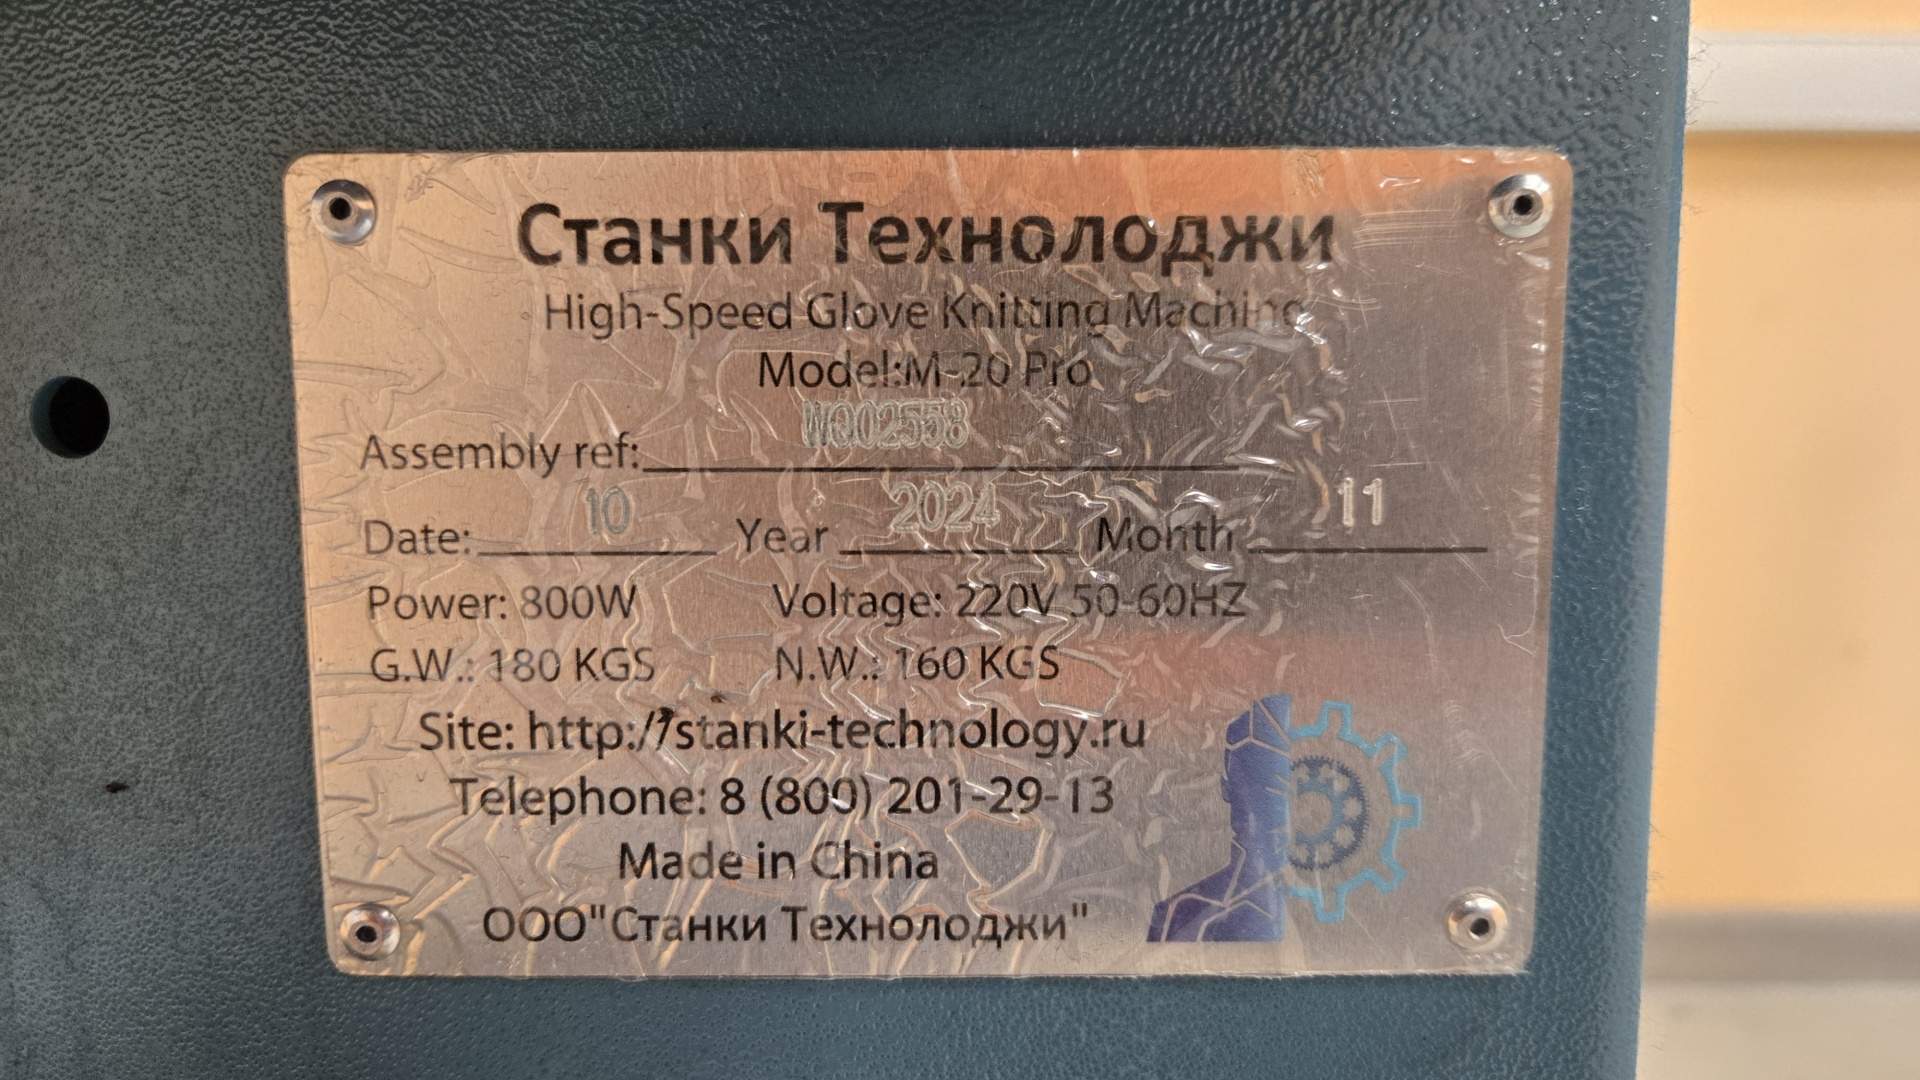 Станки Технолоджи
High-Speed Glove Knitting Machine
Model:M-20 Pro
Assembly ref: WQ02558
Date: 10 Year 2024 Month 11
Power: 800W Voltage: 220V 50-60HZ
G.W.: 180 KGS N.W.: 160 KGS
Site: http://stanki-technology.ru
Telephone: 8 (800) 201-29-13
Made in China
ООО"Станки Технолоджи"